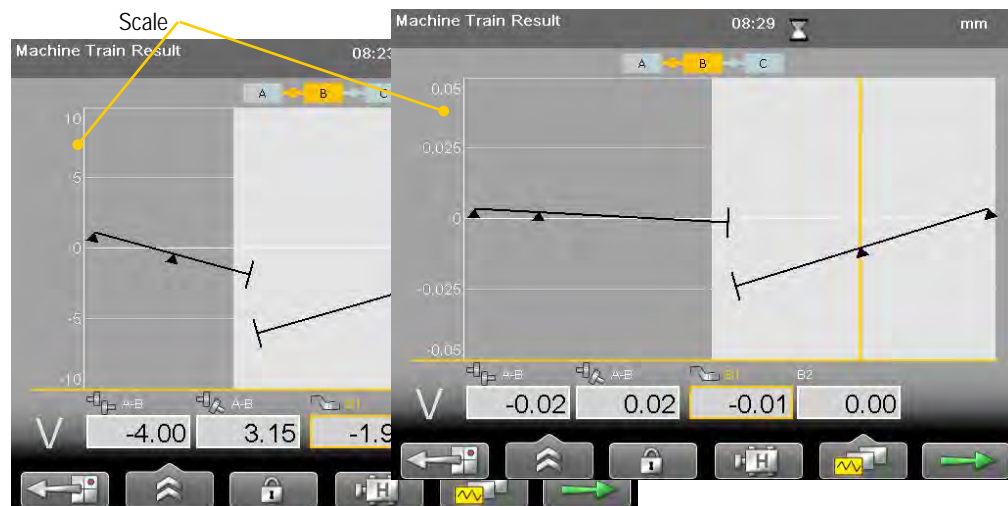 Scale
Machine Train Result 08:23
A B C
10
5
0
-5
-10
A-B A-B B1
V -4.00 3.15 -1.9
H
Machine Train Result 08:29 mm
A B C
0.05
0.025
0
-0.025
-0.05
A-B A-B B1 B2
V -0.02 0.02 -0.01 0.00
H